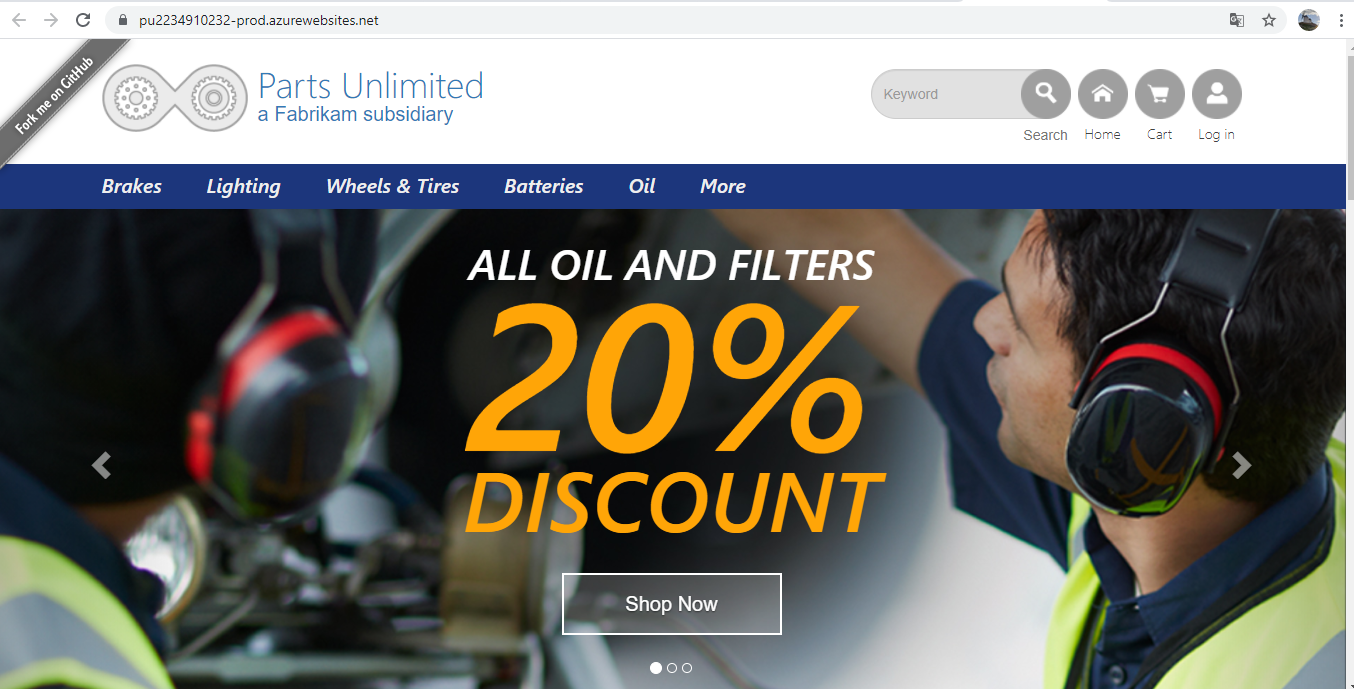 pu2234910232-prod.azurewebsites.net
Fork me on GitHub
Parts Unlimited
a Fabrikam subsidiary
Keyword
Search Home Cart Log in
Brakes Lighting Wheels & Tires Batteries Oil More
ALL OIL AND FILTERS
20%
DISCOUNT
Shop Now